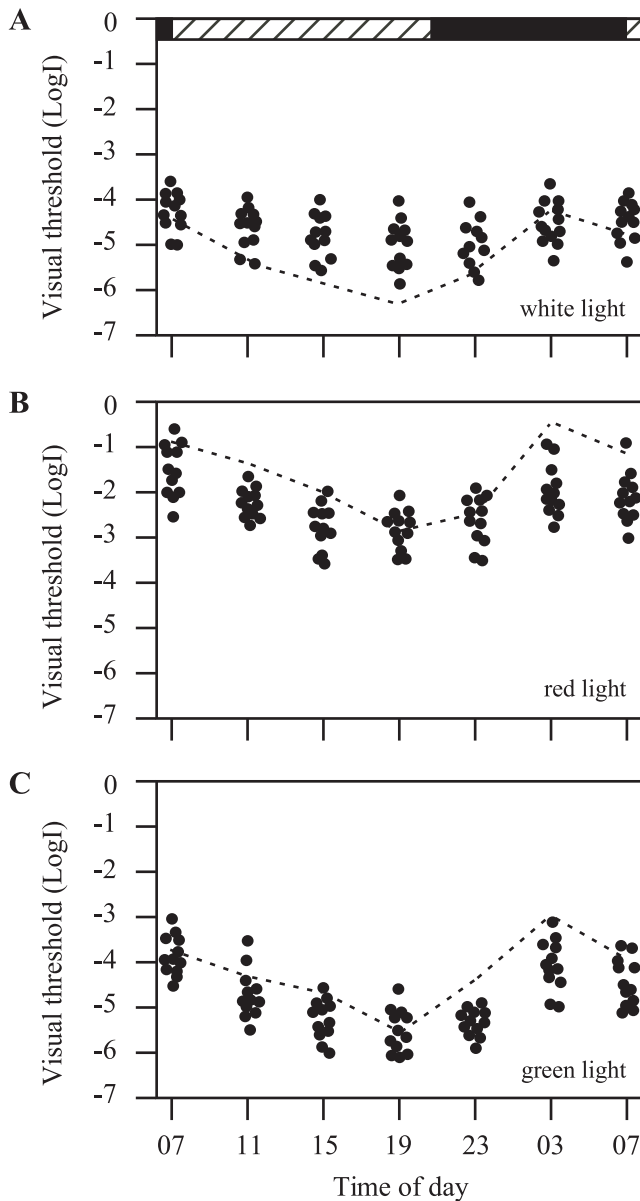 A
Visual threshold (LogI)
0
-1
-2
-3
-4
-5
-6
-7
white light
B
Visual threshold (LogI)
0
-1
-2
-3
-4
-5
-6
-7
red light
C
Visual threshold (LogI)
0
-1
-2
-3
-4
-5
-6
-7
green light
07 11 15 19 23 03 07
Time of day